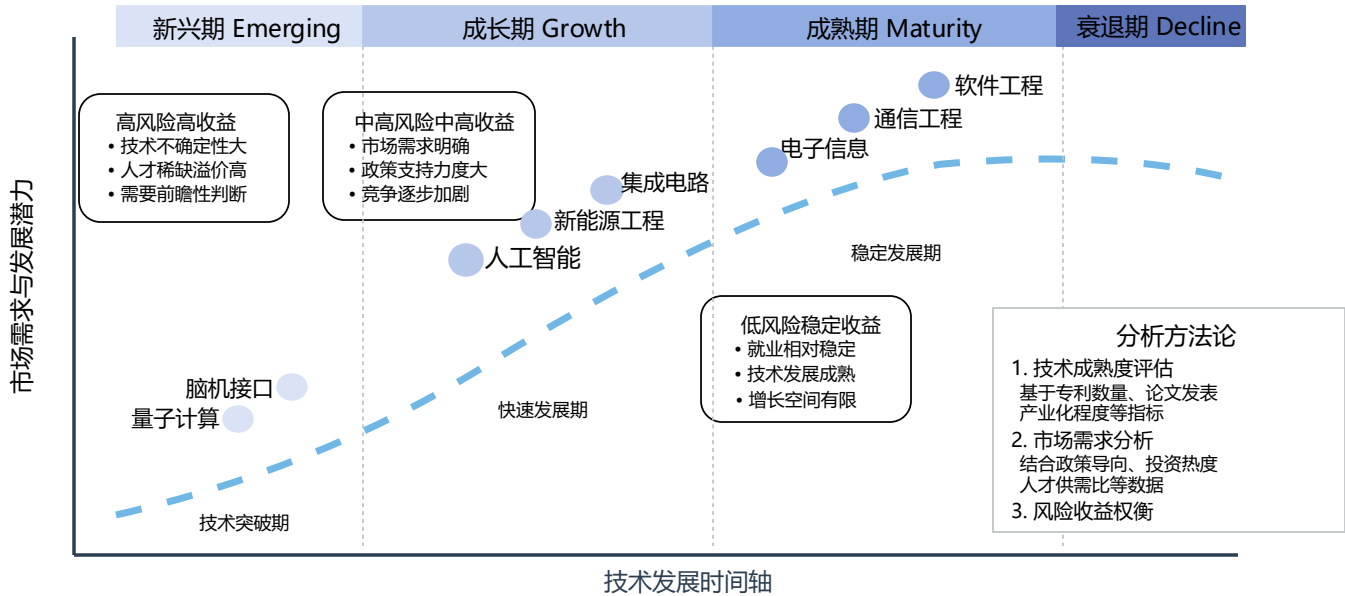 新兴期 Emerging
成长期 Growth
成熟期 Maturity
衰退期 Decline
市场需求与发展潜力
高风险高收益
• 技术不确定性大
• 人才稀缺溢价高
• 需要前瞻性判断
中高风险中高收益
• 市场需求明确
• 政策支持力度大
• 竞争逐步加剧
软件工程
通信工程
电子信息
集成电路
新能源工程
人工智能
脑机接口
量子计算
稳定发展期
快速发展期
技术突破期
低风险稳定收益
• 就业相对稳定
• 技术发展成熟
• 增长空间有限
分析方法论
1. 技术成熟度评估
基于专利数量、论文发表
产业化程度等指标
2. 市场需求分析
结合政策导向、投资热度
人才供需比等数据
3. 风险收益权衡
技术发展时间轴